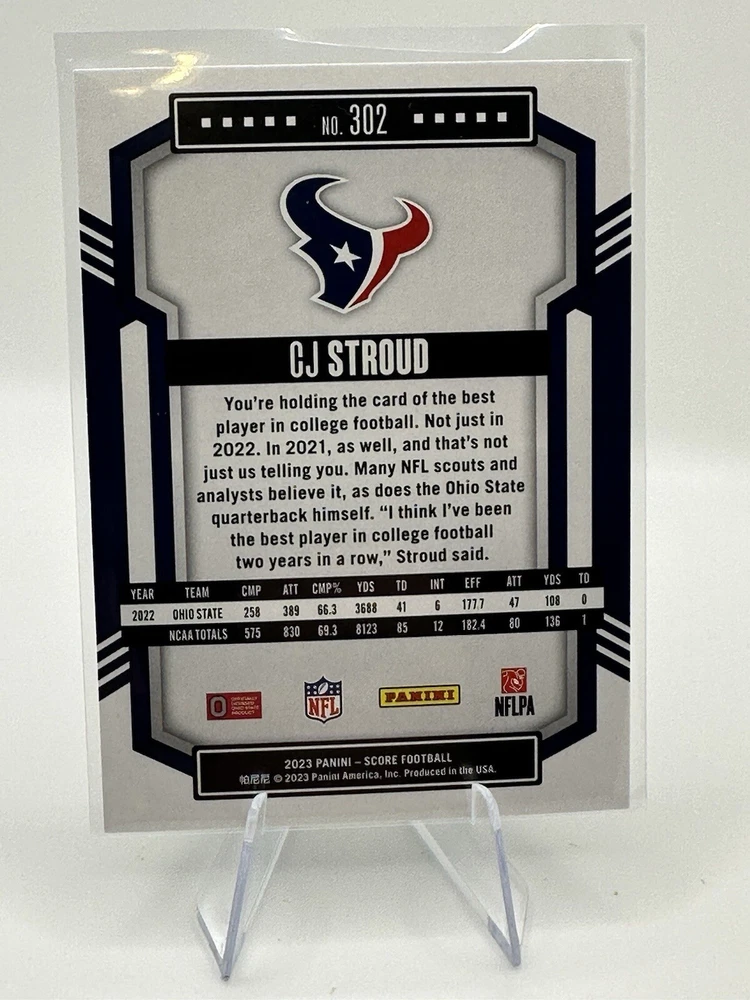 NO. 302
CJ STROUD
You're holding the card of the best
player in college football. Not just in
2022. In 2021, as well, and that's not
just us telling you. Many NFL scouts and
analysts believe it, as does the Ohio State
quarterback himself. "I think I've been
the best player in college football
two years in a row," Stroud said.
YEAR TEAM CMP ATT CMP% YDS TD INT EFF ATT YDS TD
2022 OHIO STATE 258 389 66.3 3688 41 6 177.7 47 108 0
NCAA TOTALS 575 830 69.3 8123 85 12 182.4 80 136 1
NFL
PANINI
NFLPA
2023 PANINI – SCORE FOOTBALL
帕尼尼 © 2023 Panini America, Inc. Produced in the USA.